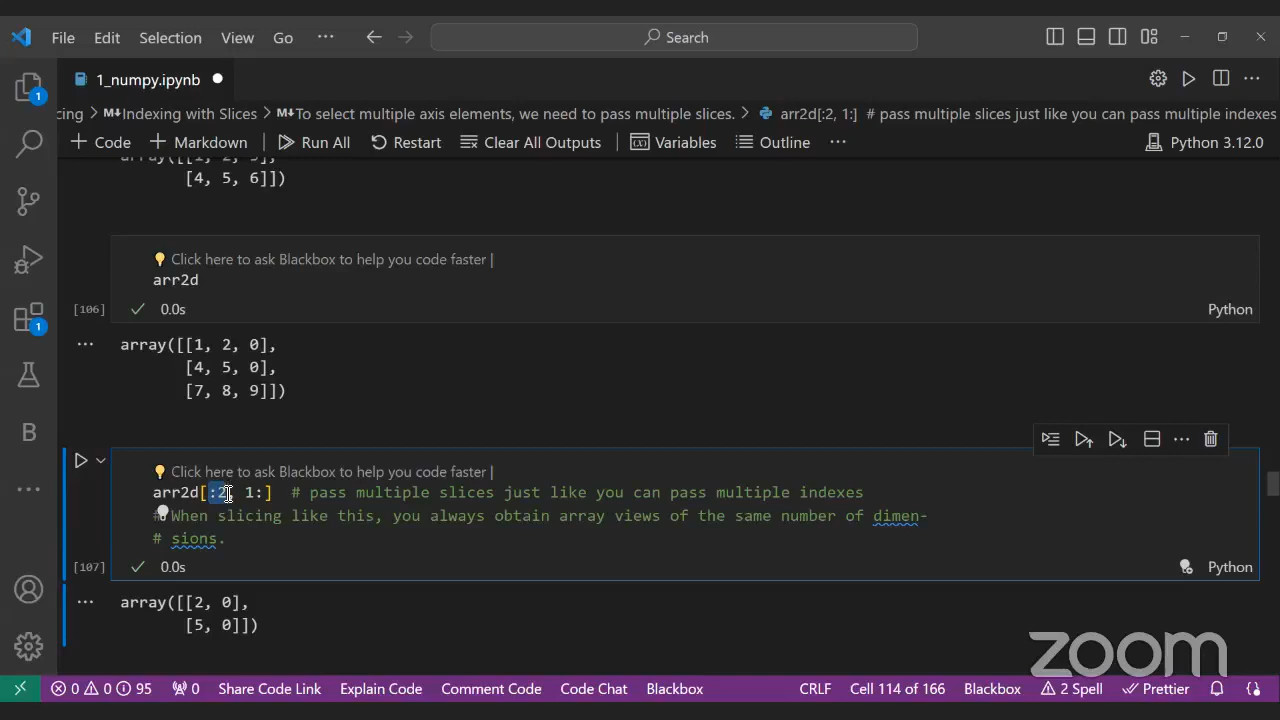 File Edit Selection View Go ··· Search
1_numpy.ipynb
cing > Indexing with Slices > To select multiple axis elements, we need to pass multiple slices. > arr2d[:2, 1:] # pass multiple slices just like you can pass multiple indexes
+ Code + Markdown Run All Restart Clear All Outputs Variables Outline ··· Python 3.12.0
array([[1, 2, 3],
[4, 5, 6]])
Click here to ask Blackbox to help you code faster |
arr2d
[106] 0.0s Python
··· array([[1, 2, 0],
[4, 5, 0],
[7, 8, 9]])
Click here to ask Blackbox to help you code faster |
arr2d[:2, 1:] # pass multiple slices just like you can pass multiple indexes
# When slicing like this, you always obtain array views of the same number of dimen-
# sions.
[107] 0.0s Python
··· array([[2, 0],
[5, 0]])
zoom
0 0 95 0 Share Code Link Explain Code Comment Code Code Chat Blackbox CRLF Cell 114 of 166 Blackbox 2 Spell Prettier